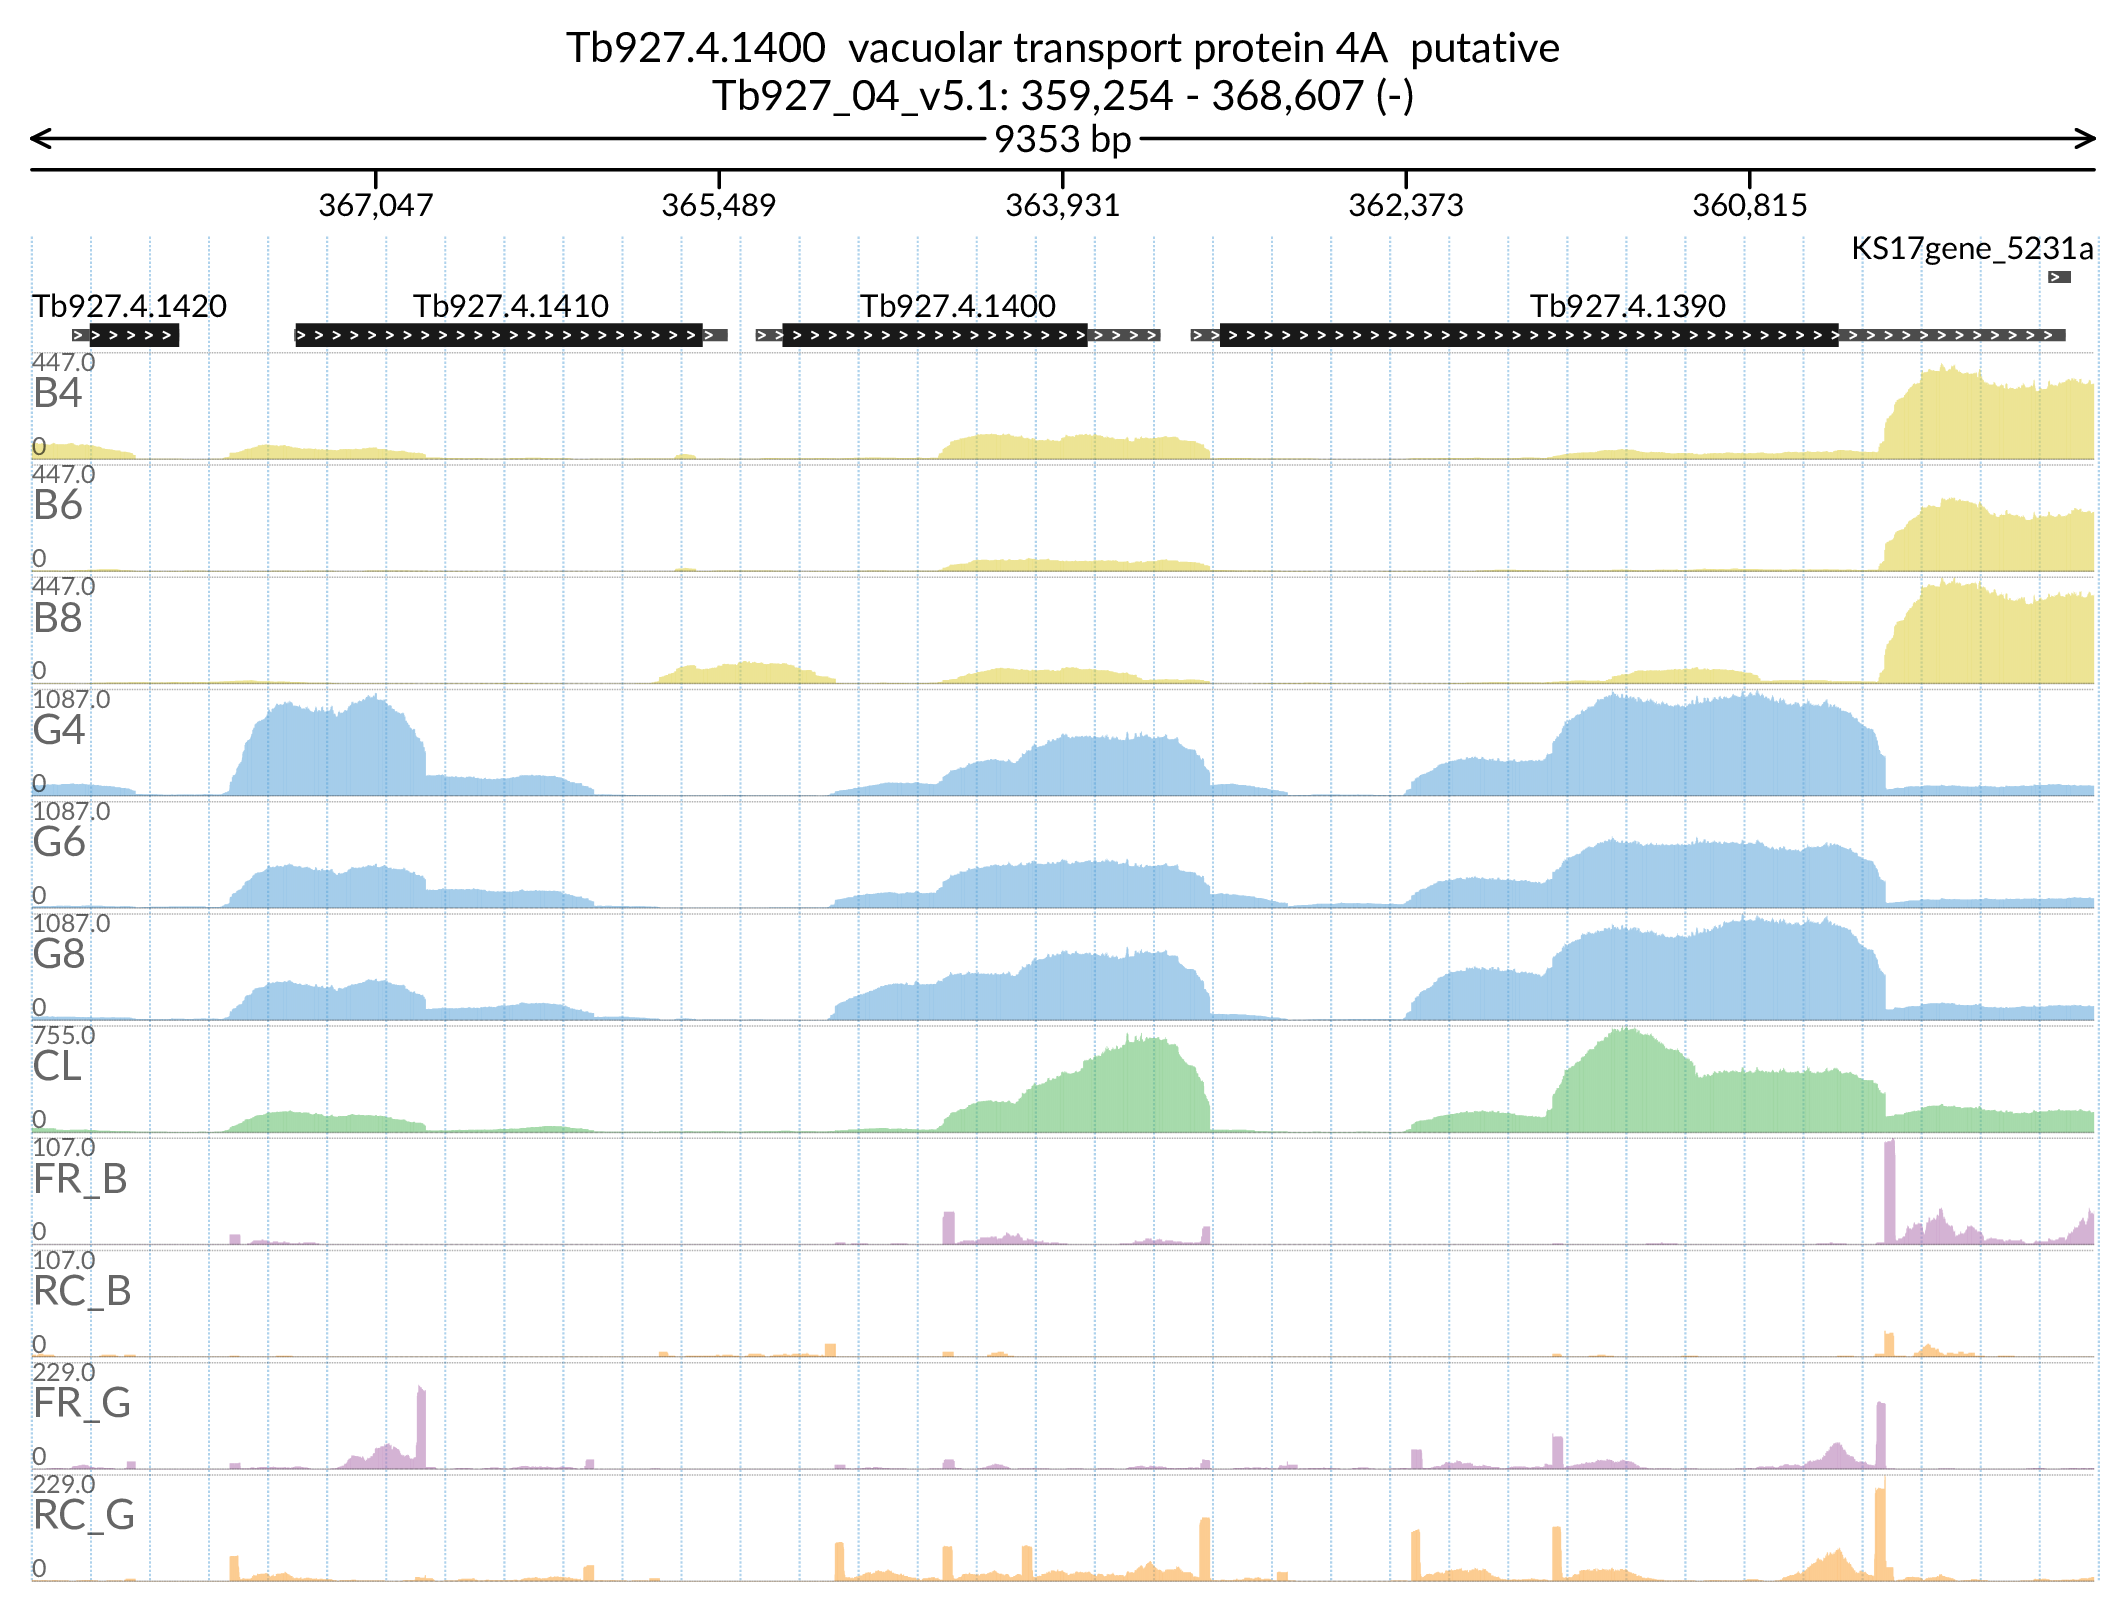 Tb927.4.1400  vacuolar transport protein 4A  putative
Tb927_04_v5.1: 359,254 - 368,607 (-)
9353 bp
367,047 365,489 363,931 362,373 360,815
KS17gene_5231a
Tb927.4.1420 Tb927.4.1410 Tb927.4.1400 Tb927.4.1390
447.0
B4
0
447.0
B6
0
447.0
B8
0
1087.0
G4
0
1087.0
G6
0
1087.0
G8
0
755.0
CL
0
107.0
FR_B
0
107.0
RC_B
0
229.0
FR_G
0
229.0
RC_G
0